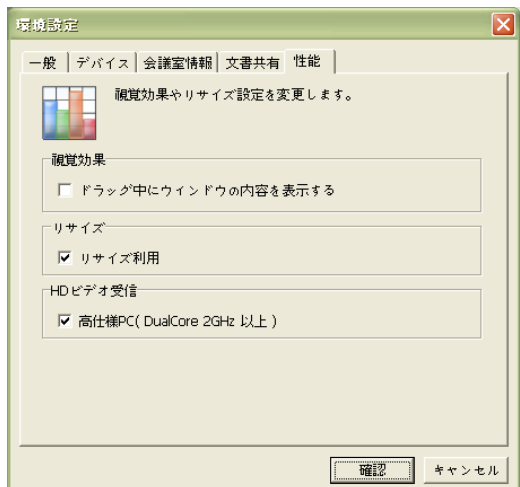 環境設定
一般 デバイス 会議室情報 文書共有 性能
視覚効果やリサイズ設定を変更します。
視覚効果
ドラッグ中にウィンドウの内容を表示する
リサイズ
リサイズ利用
HDビデオ受信
高仕様PC( DualCore 2GHz 以上 )
確認 キャンセル